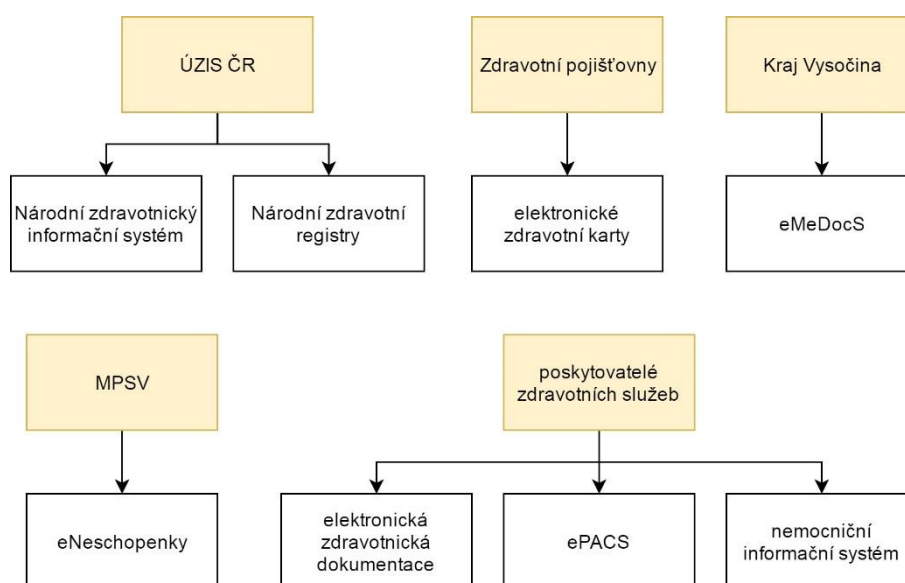 ÚZIS ČR
Zdravotní pojišťovny
Kraj Vysočina
Národní zdravotnický
informační systém
Národní zdravotní
registry
elektronické
zdravotní karty
eMeDocS
MPSV
poskytovatelé
zdravotních služeb
eNeschopenky
elektronická
zdravotnická
dokumentace
ePACS
nemocniční
informační systém